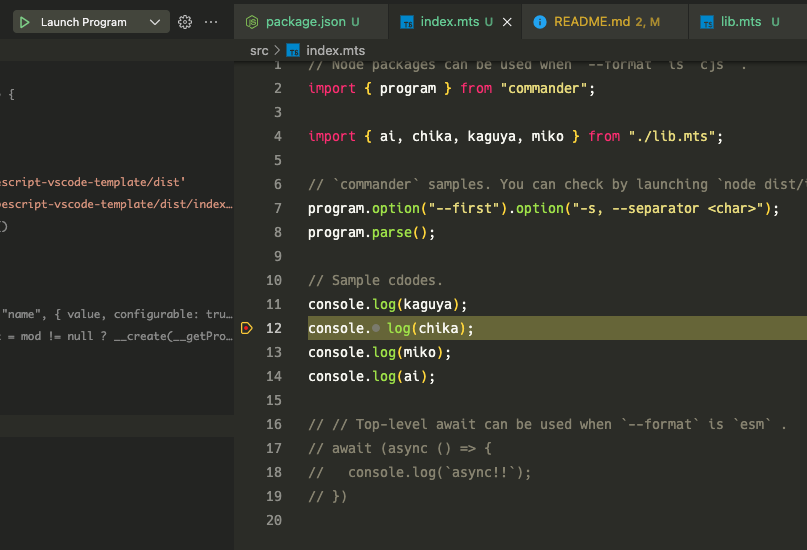 Launch Program
package.json U
index.mts U
README.md 2, M
lib.mts U
src > index.mts
{
escript-vscode-template/dist'
escript-vscode-template/dist/index…
()
"name", { value, configurable: tru…
= mod != null ? __create(__getPro…
1 // Node packages can be used when `--format` is `cjs` .
2 import { program } from "commander";
3
4 import { ai, chika, kaguya, miko } from "./lib.mts";
5
6 // `commander` samples. You can check by launching `node dist/
7 program.option("--first").option("-s, --separator <char>");
8 program.parse();
9
10 // Sample cdodes.
11 console.log(kaguya);
12 console. log(chika);
13 console.log(miko);
14 console.log(ai);
15
16 // // Top-level await can be used when `--format` is `esm` .
17 // await (async () => {
18 //   console.log(`async!!`);
19 // })
20